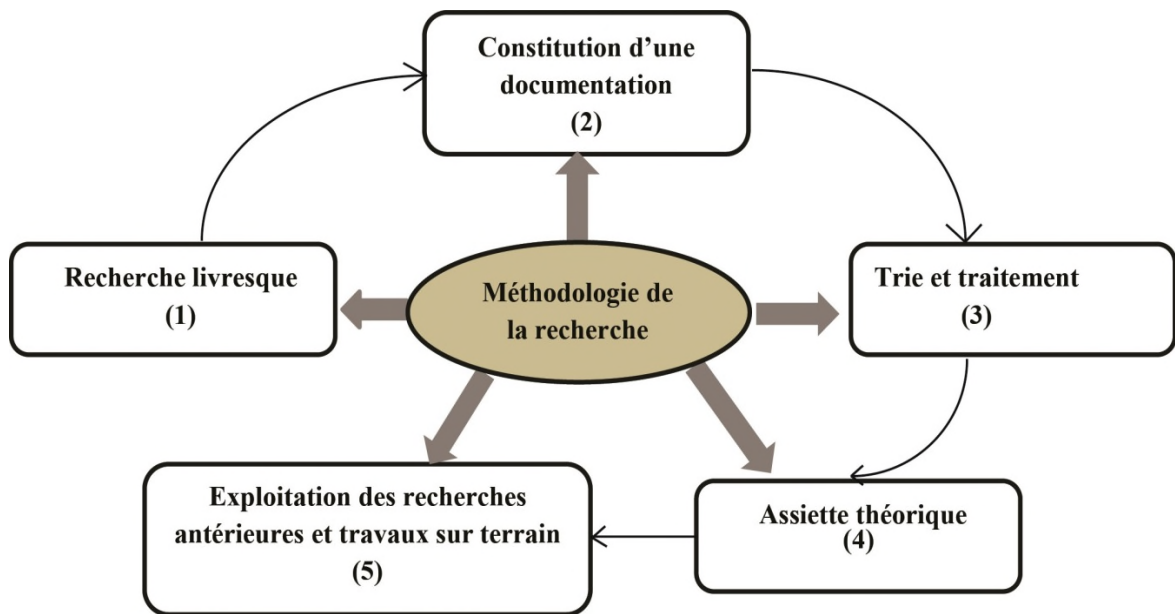 Constitution d’une
documentation
(2)
Recherche livresque
(1)
Méthodologie de
la recherche
Trie et traitement
(3)
Exploitation des recherches
antérieures et travaux sur terrain
(5)
Assiette théorique
(4)